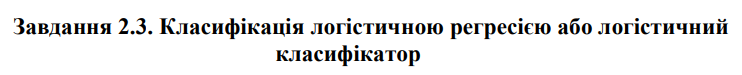 Завдання 2.3. Класифікація логістичною регресією або логістичний
класифікатор